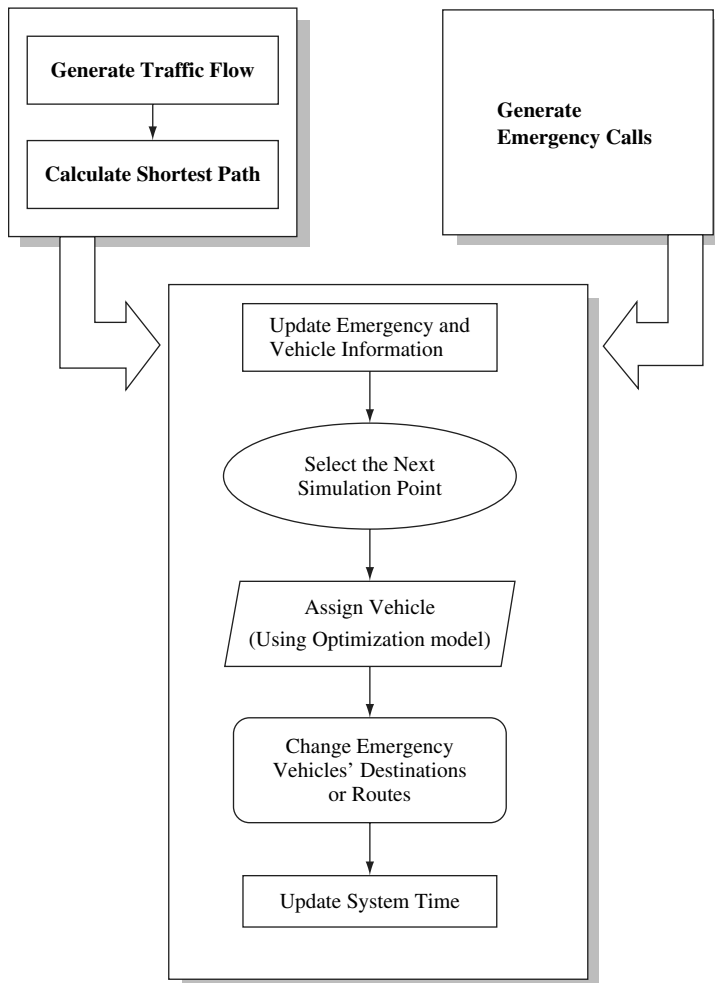 Generate Traffic Flow
Calculate Shortest Path
Generate
Emergency Calls
Update Emergency and
Vehicle Information
Select the Next
Simulation Point
Assign Vehicle
(Using Optimization model)
Change Emergency
Vehicles’ Destinations
or Routes
Update System Time